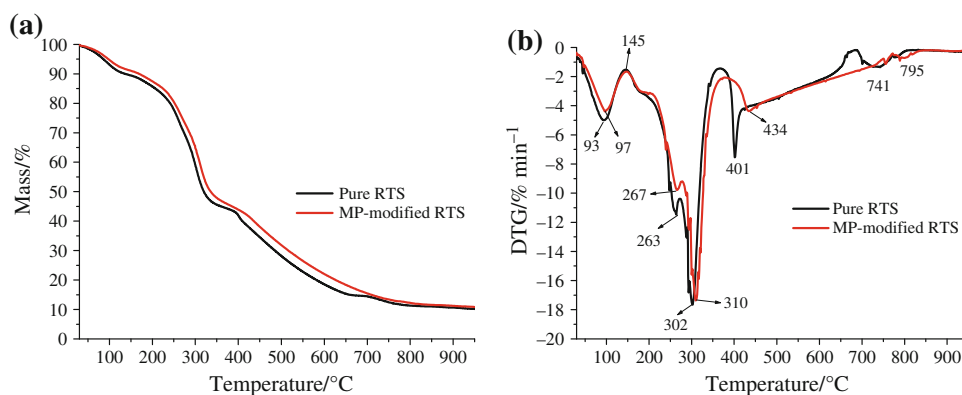 (a)
100
90
80
70
60
50
40
30
20
10
0
Mass/%
Pure RTS
MP-modified RTS
100 200 300 400 500 600 700 800 900
Temperature/°C
(b)
0
−2
−4
−6
−8
−10
−12
−14
−16
−18
−20
DTG/% min⁻¹
145
93
97
267
263
302
310
401
434
741
795
Pure RTS
MP-modified RTS
100 200 300 400 500 600 700 800 900
Temperature/°C